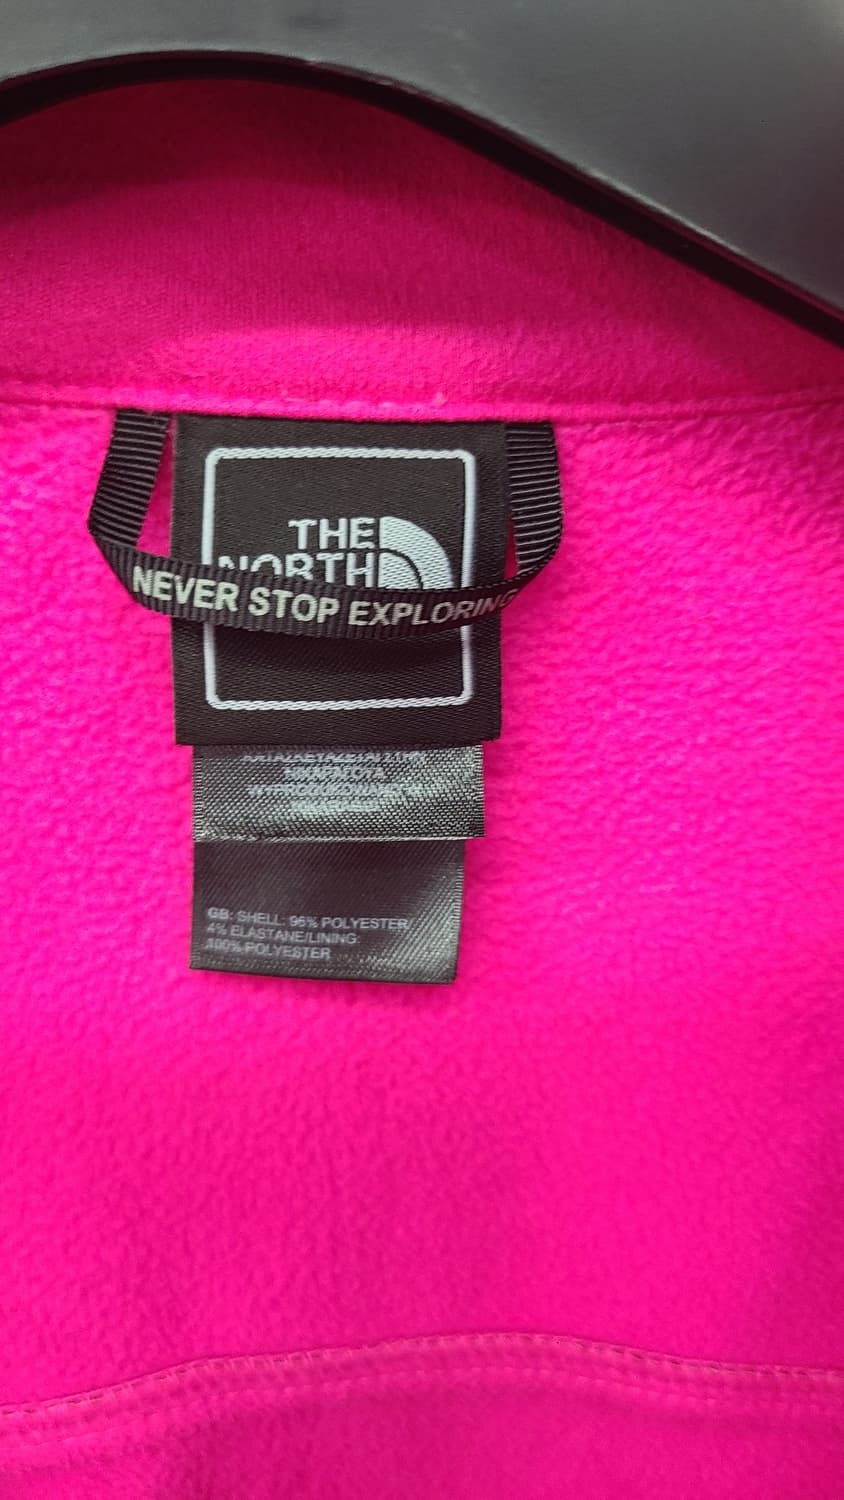 THE
NORTH
NEVER STOP EXPLORING
GB: SHELL: 96% POLYESTER/
4% ELASTANE/LINING:
100% POLYESTER